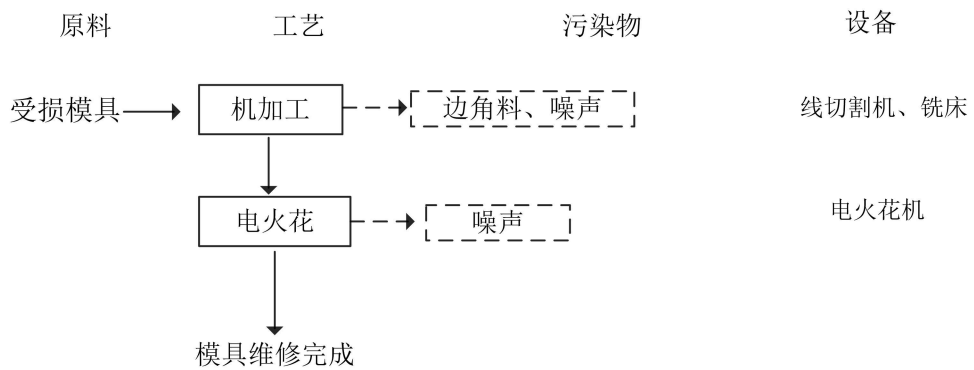 原料 工艺 污染物 设备
受损模具 机加工 边角料、噪声 线切割机、铣床
电火花 噪声 电火花机
模具维修完成